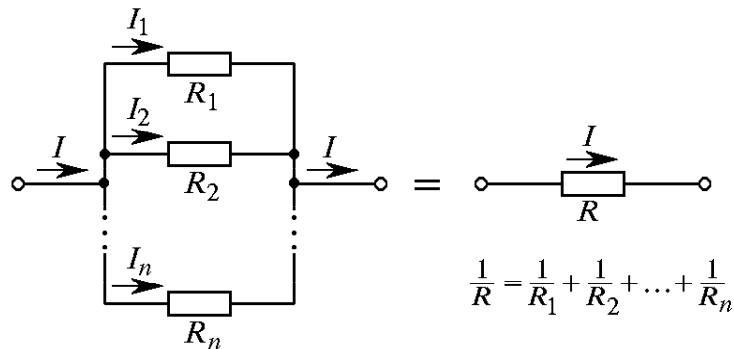 I₁
R₁
I₂
I I I
R₂ = R
Iₙ
1/R = 1/R₁ + 1/R₂ + ... + 1/Rₙ
Rₙ